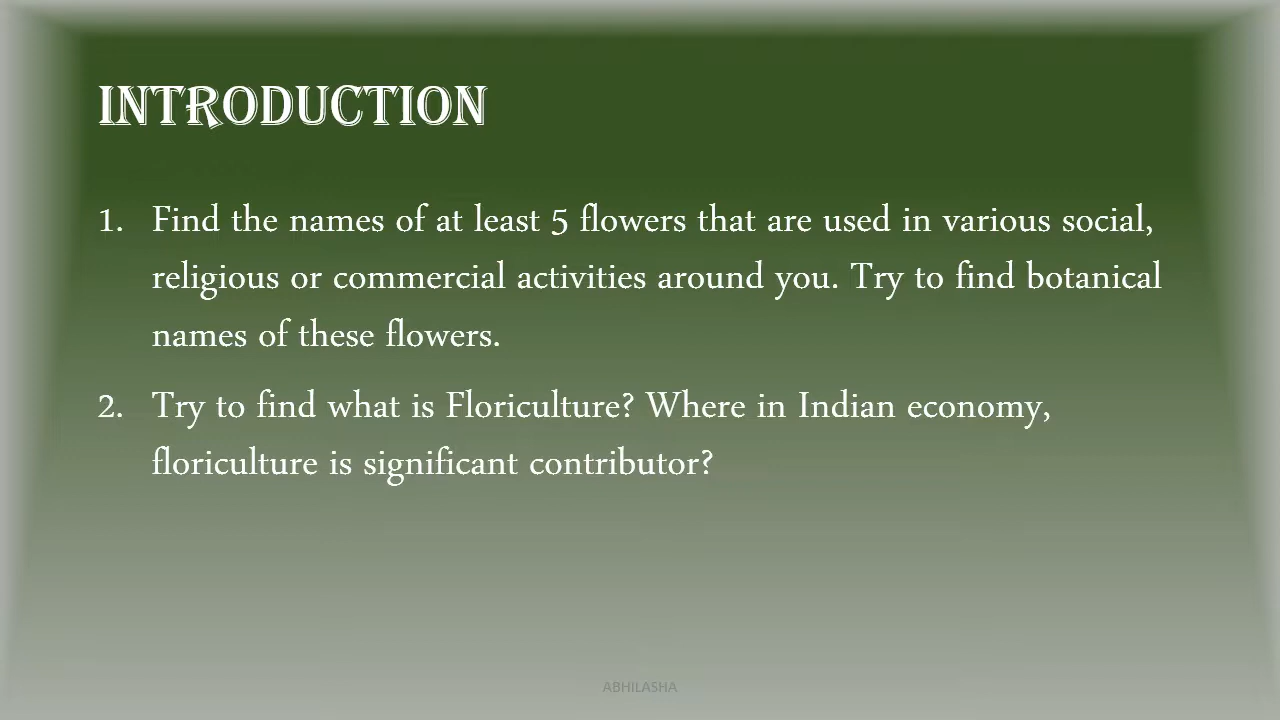 INTRODUCTION
1. Find the names of at least 5 flowers that are used in various social,
religious or commercial activities around you. Try to find botanical
names of these flowers.
2. Try to find what is Floriculture? Where in Indian economy,
floriculture is significant contributor?
ABHILASHA